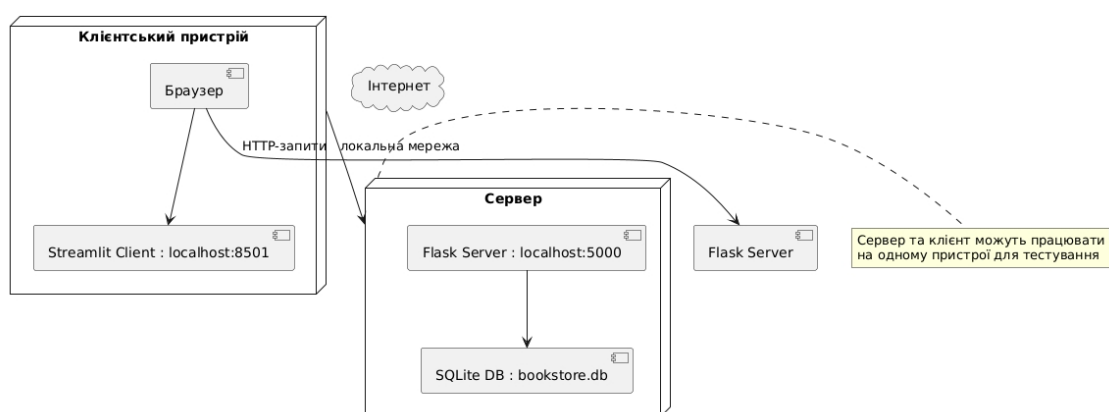 Клієнтський пристрій
Браузер
Інтернет
HTTP-запити
локальна мережа
Streamlit Client : localhost:8501
Сервер
Flask Server : localhost:5000
Flask Server
Сервер та клієнт можуть працювати
на одному пристрої для тестування
SQLite DB : bookstore.db